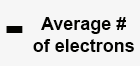 - Average #
of electrons